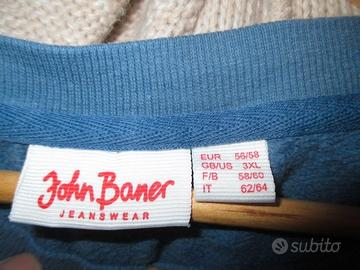 John Baner
JEANSWEAR
EUR 56/58
GB/US 3XL
F/B 58/60
IT 62/64
subito